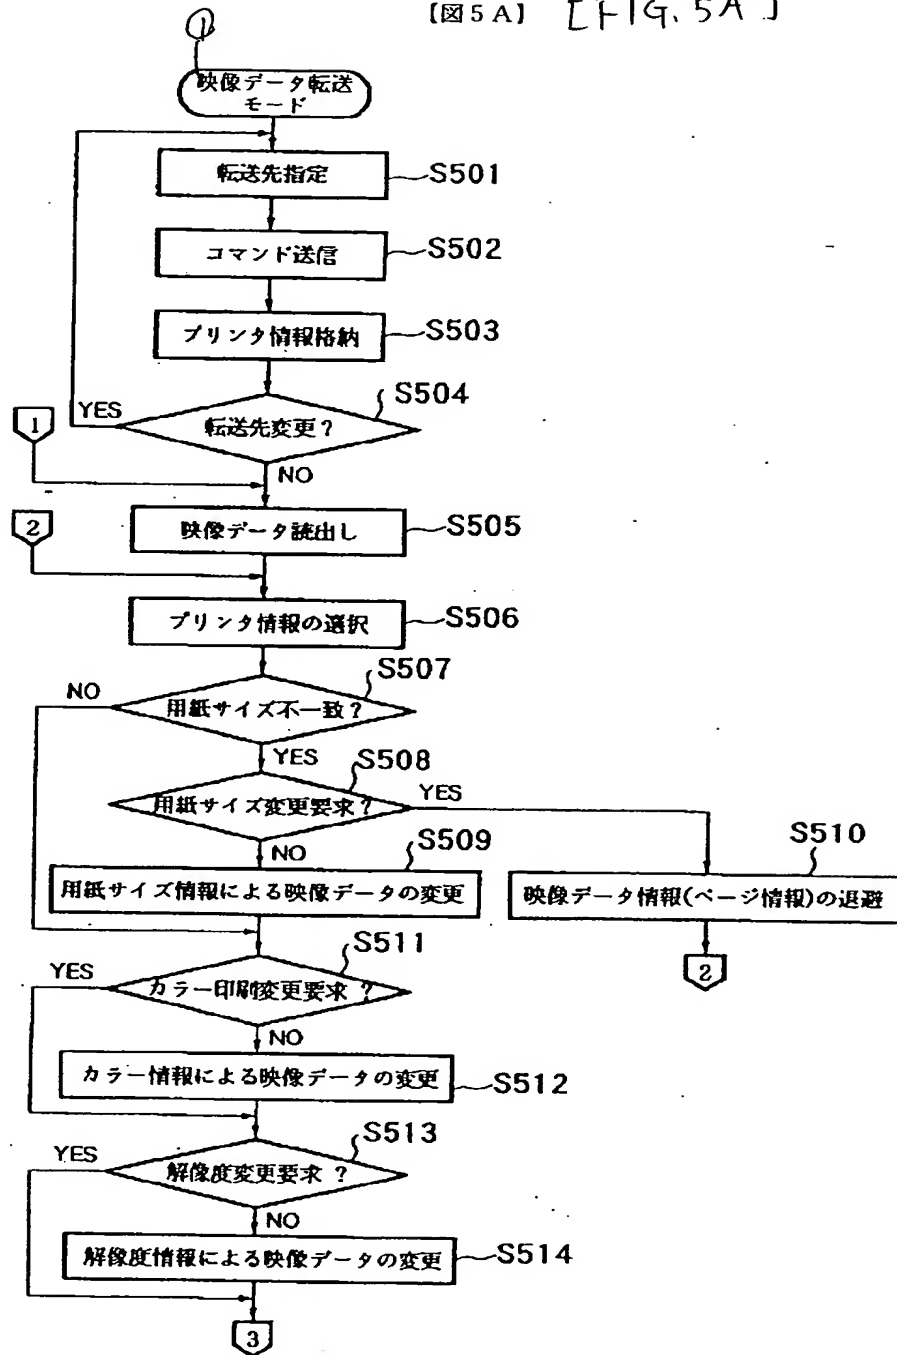 【図5A】 [FIG. 5A]
①
映像データ転送
モード
転送先指定
S501
コマンド送信
S502
プリンタ情報格納
S503
S504
YES
転送先変更?
1
NO
映像データ読出し
S505
2
プリンタ情報の選択
S506
S507
NO
用紙サイズ不一致?
YES
S508
用紙サイズ変更要求?
YES
S510
NO
S509
用紙サイズ情報による映像データの変更
映像データ情報(ページ情報)の退避
2
S511
YES
カラー印刷変更要求 ?
NO
カラー情報による映像データの変更
S512
S513
YES
解像度変更要求 ?
NO
解像度情報による映像データの変更
S514
3